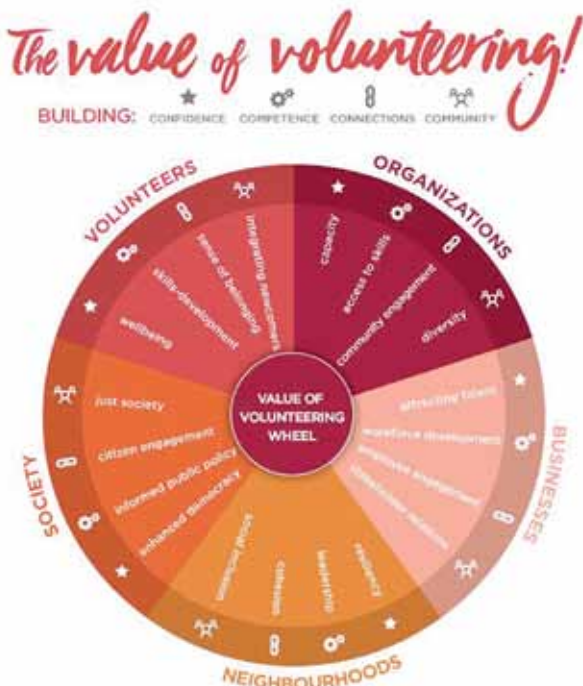 The value of volunteering!
BUILDING: CONFIDENCE COMPETENCE CONNECTIONS COMMUNITY
VOLUNTEERS
wellbeing
skills-development
sense of belonging
integrating newcomers
ORGANIZATIONS
capacity
access to skills
community engagement
diversity
BUSINESSES
attracting talent
workforce development
employee engagement
stakeholder relations
NEIGHBOURHOODS
resiliency
leadership
cohesion
social inclusion
SOCIETY
enhanced democracy
informed public policy
citizen engagement
just society
VALUE OF
VOLUNTEERING
WHEEL